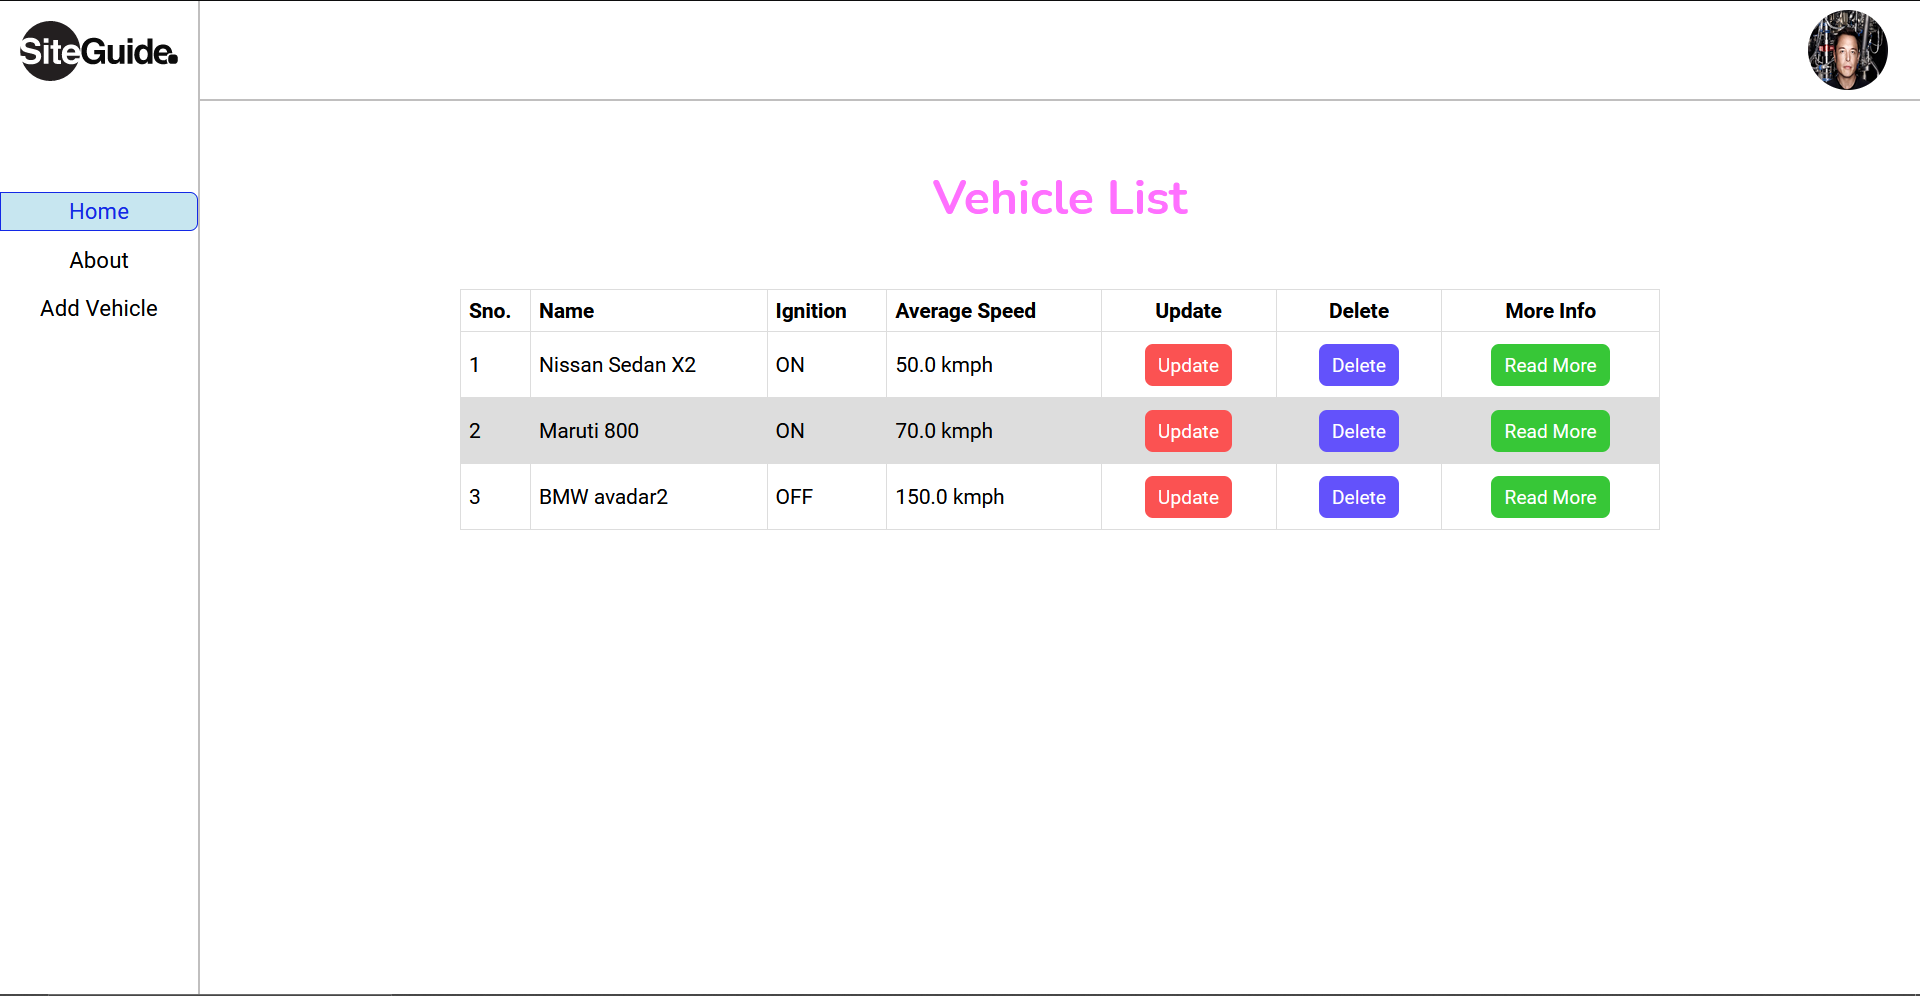 SiteGuide.
Home
About
Add Vehicle
Vehicle List
Sno. Name Ignition Average Speed Update Delete More Info
1 Nissan Sedan X2 ON 50.0 kmph Update Delete Read More
2 Maruti 800 ON 70.0 kmph Update Delete Read More
3 BMW avadar2 OFF 150.0 kmph Update Delete Read More